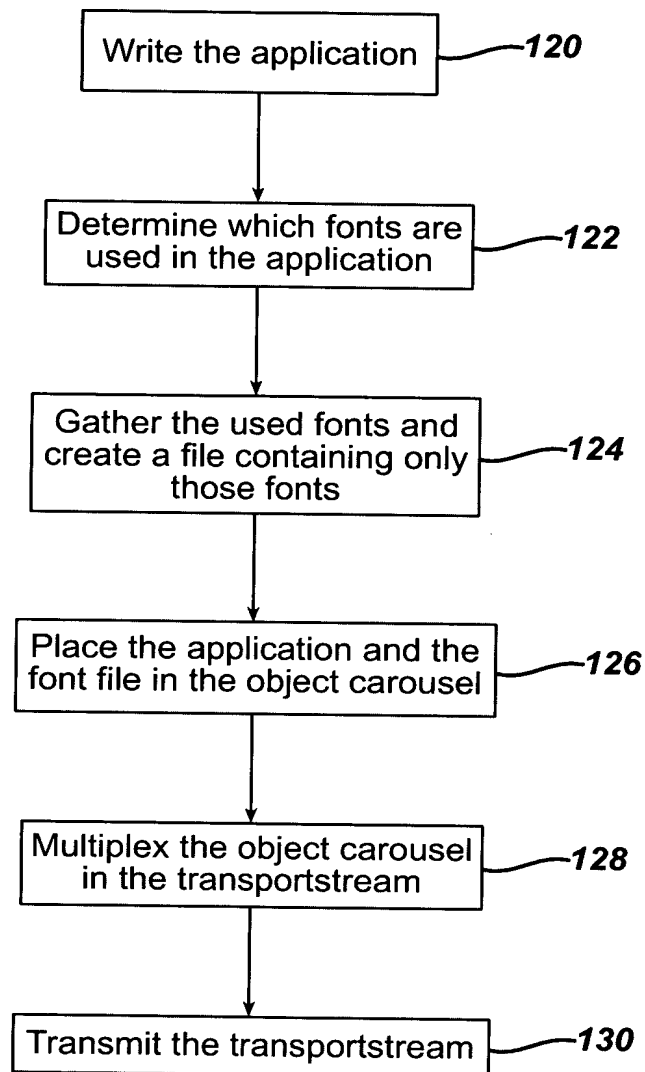 Write the application
120
Determine which fonts are
used in the application
122
Gather the used fonts and
create a file containing only
those fonts
124
Place the application and the
font file in the object carousel
126
Multiplex the object carousel
in the transportstream
128
Transmit the transportstream
130